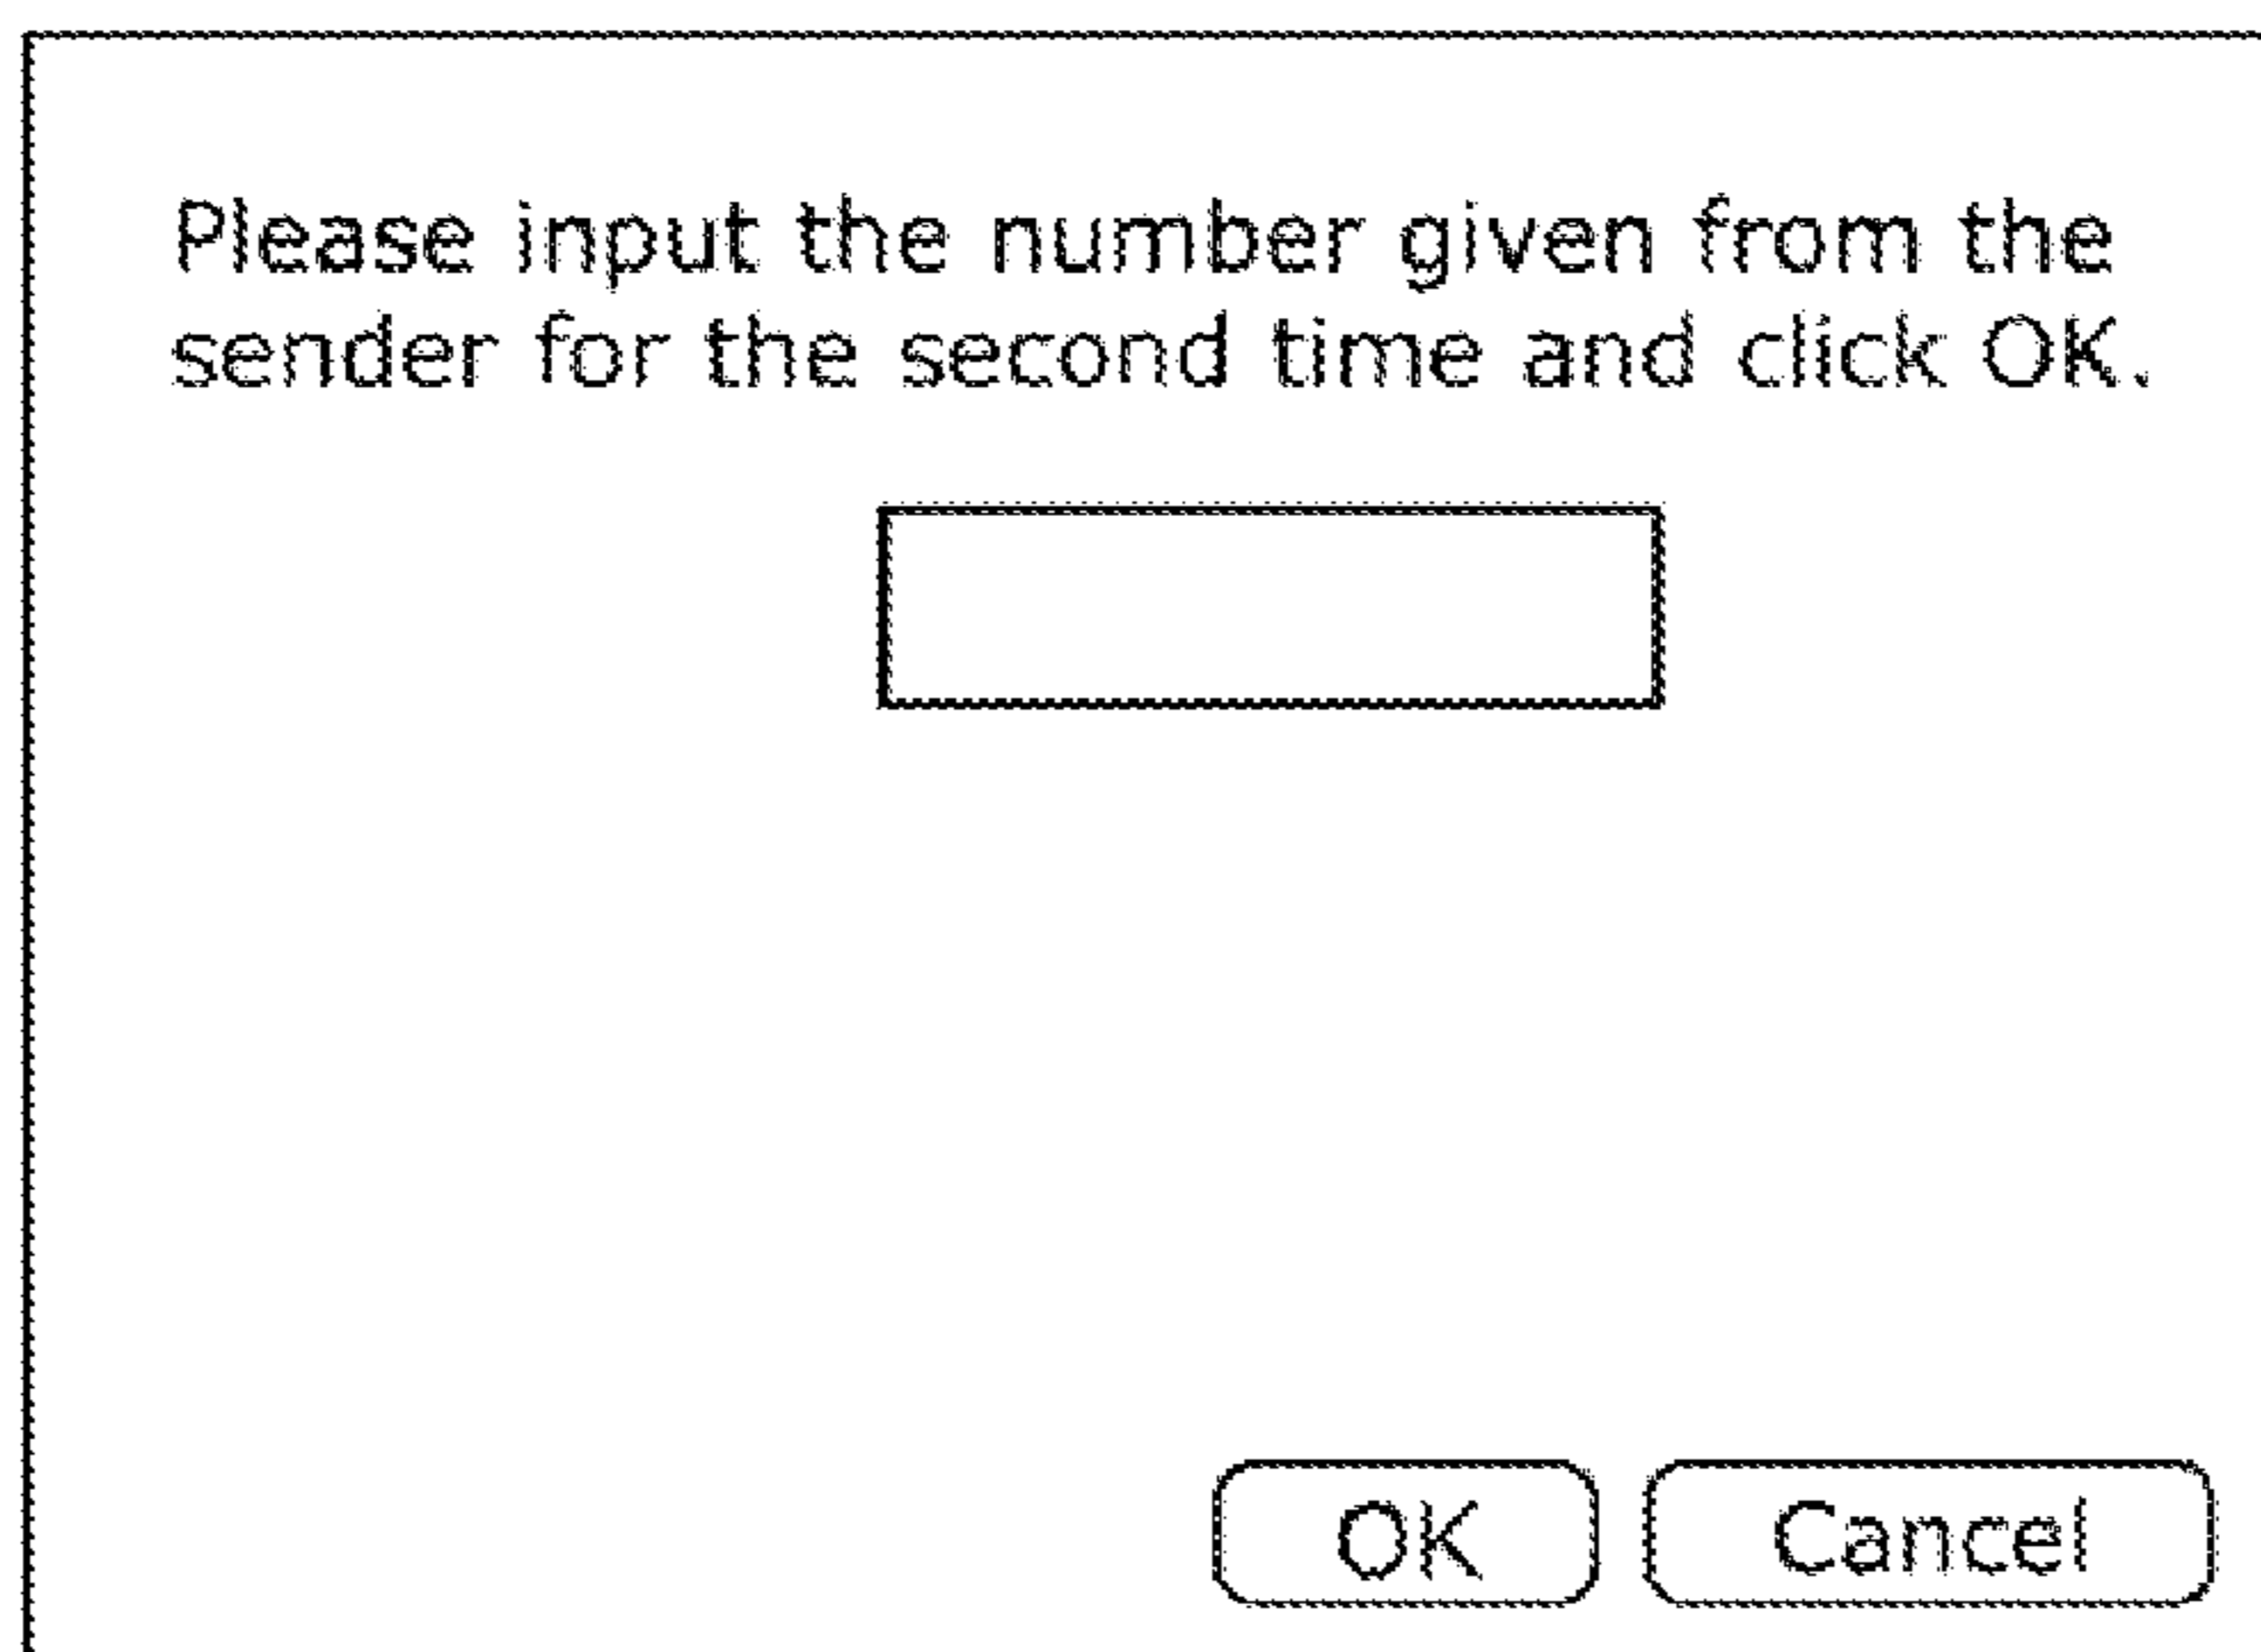 Please input the number given from the
sender for the second time and click OK.
OK Cancel